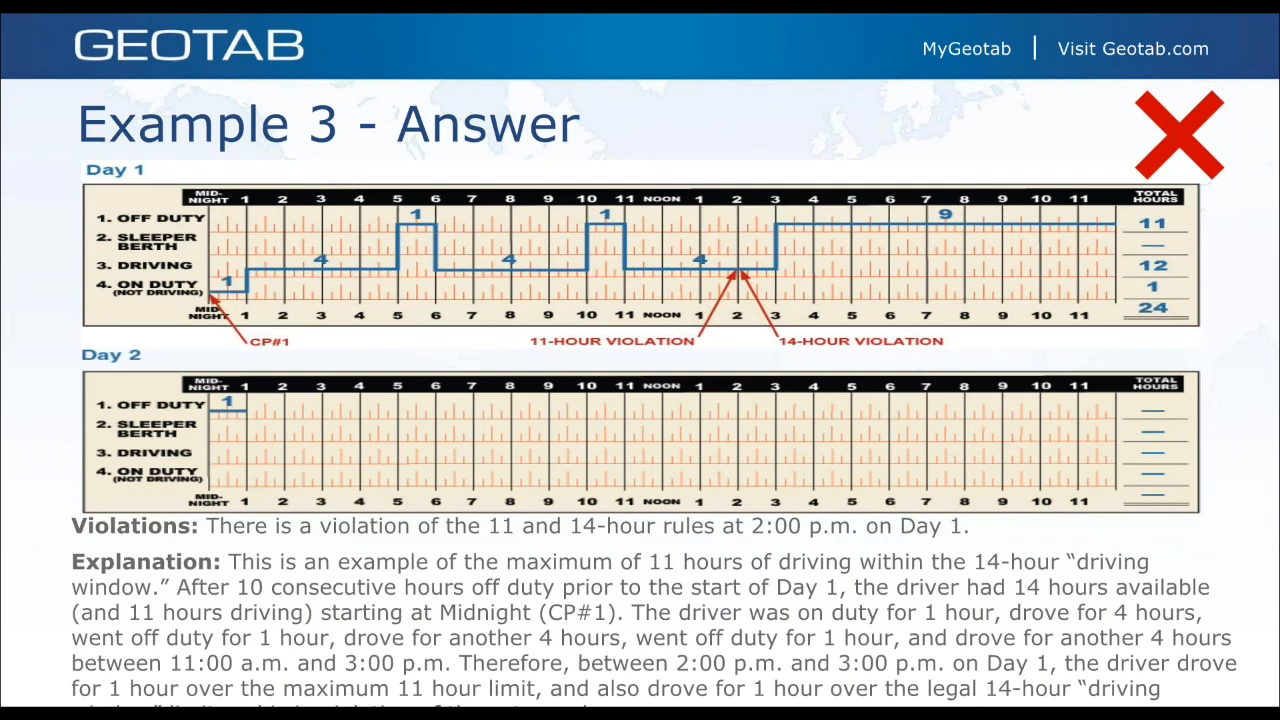 GEOTAB
MyGeotab | Visit Geotab.com
Example 3 - Answer
Day 1
MID-NIGHT 1 2 3 4 5 6 7 8 9 10 11 NOON 1 2 3 4 5 6 7 8 9 10 11 TOTAL HOURS
1. OFF DUTY 1 1 9 11
2. SLEEPER BERTH —
3. DRIVING 4 4 4 12
4. ON DUTY (NOT DRIVING) 1 1
MID-NIGHT 1 2 3 4 5 6 7 8 9 10 11 NOON 1 2 3 4 5 6 7 8 9 10 11 24
CP#1 11-HOUR VIOLATION 14-HOUR VIOLATION
Day 2
MID-NIGHT 1 2 3 4 5 6 7 8 9 10 11 NOON 1 2 3 4 5 6 7 8 9 10 11 TOTAL HOURS
1. OFF DUTY 1 —
2. SLEEPER BERTH —
3. DRIVING —
4. ON DUTY (NOT DRIVING) —
MID-NIGHT 1 2 3 4 5 6 7 8 9 10 11 NOON 1 2 3 4 5 6 7 8 9 10 11 —
Violations: There is a violation of the 11 and 14-hour rules at 2:00 p.m. on Day 1.
Explanation: This is an example of the maximum of 11 hours of driving within the 14-hour “driving
window.” After 10 consecutive hours off duty prior to the start of Day 1, the driver had 14 hours available
(and 11 hours driving) starting at Midnight (CP#1). The driver was on duty for 1 hour, drove for 4 hours,
went off duty for 1 hour, drove for another 4 hours, went off duty for 1 hour, and drove for another 4 hours
between 11:00 a.m. and 3:00 p.m. Therefore, between 2:00 p.m. and 3:00 p.m. on Day 1, the driver drove
for 1 hour over the maximum 11 hour limit, and also drove for 1 hour over the legal 14-hour “driving